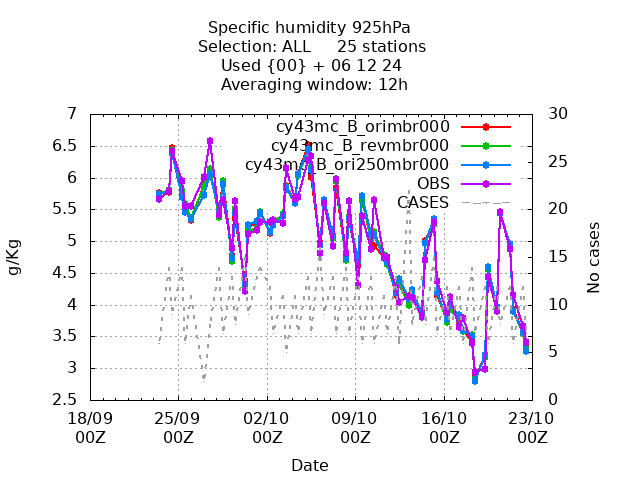 Specific humidity 925hPa
Selection: ALL 25 stations
Used {00} + 06 12 24
Averaging window: 12h
7
6.5
6
5.5
5
4.5
4
3.5
3
2.5
30
25
20
15
10
5
0
cy43mc_B_orimbr000
cy43mc_B_revmbr000
cy43mc_B_ori250mbr000
OBS
CASES
g/Kg
No cases
18/09 25/09 02/10 09/10 16/10 23/10
00Z 00Z 00Z 00Z 00Z 00Z
Date